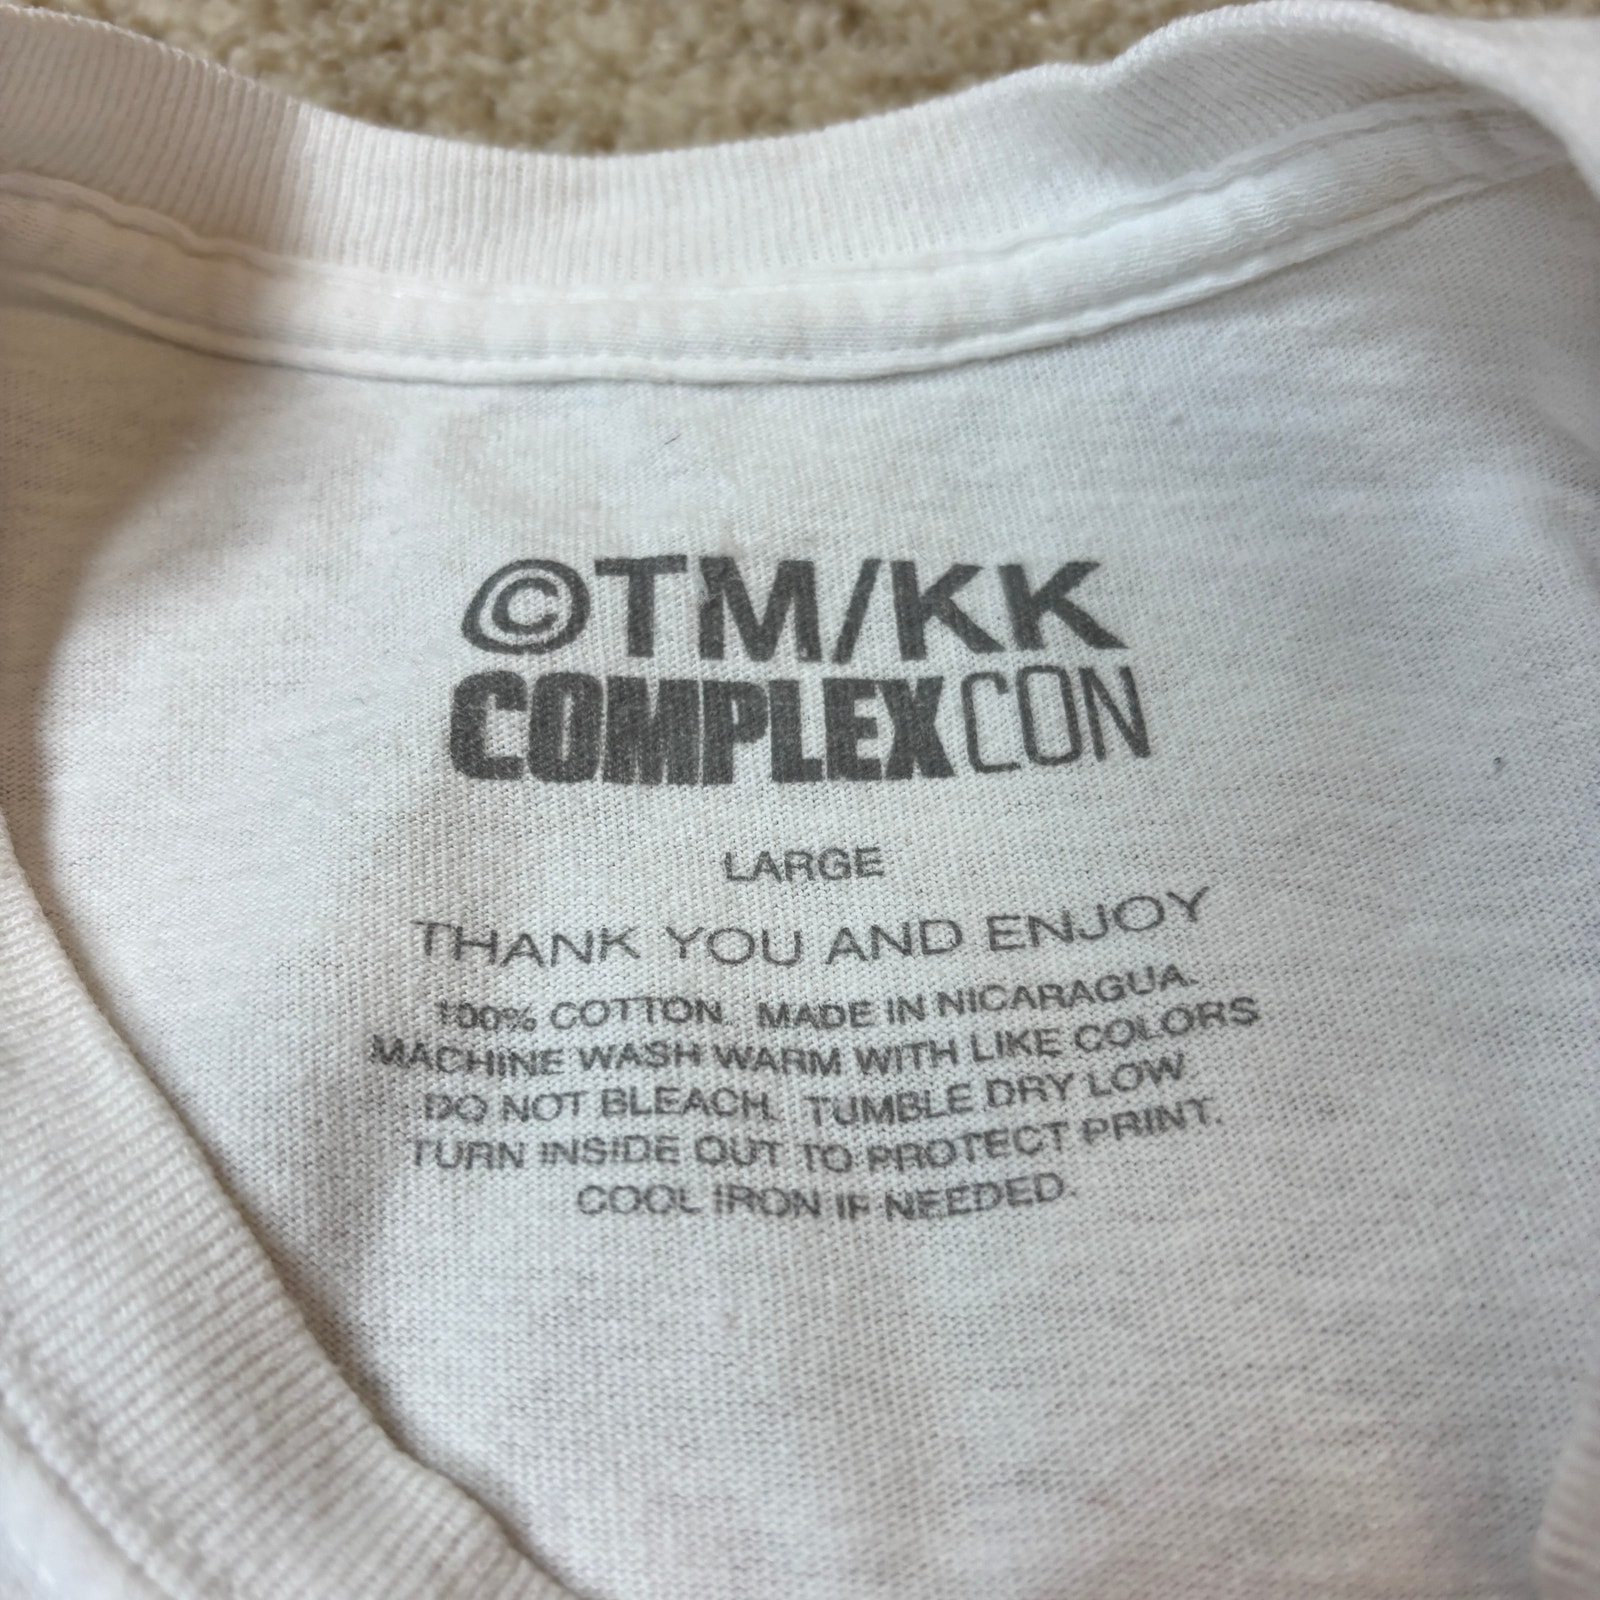 ©TM/KK
COMPLEXCON
LARGE
THANK YOU AND ENJOY
100% COTTON. MADE IN NICARAGUA.
MACHINE WASH WARM WITH LIKE COLORS
DO NOT BLEACH. TUMBLE DRY LOW
TURN INSIDE OUT TO PROTECT PRINT.
COOL IRON IF NEEDED.